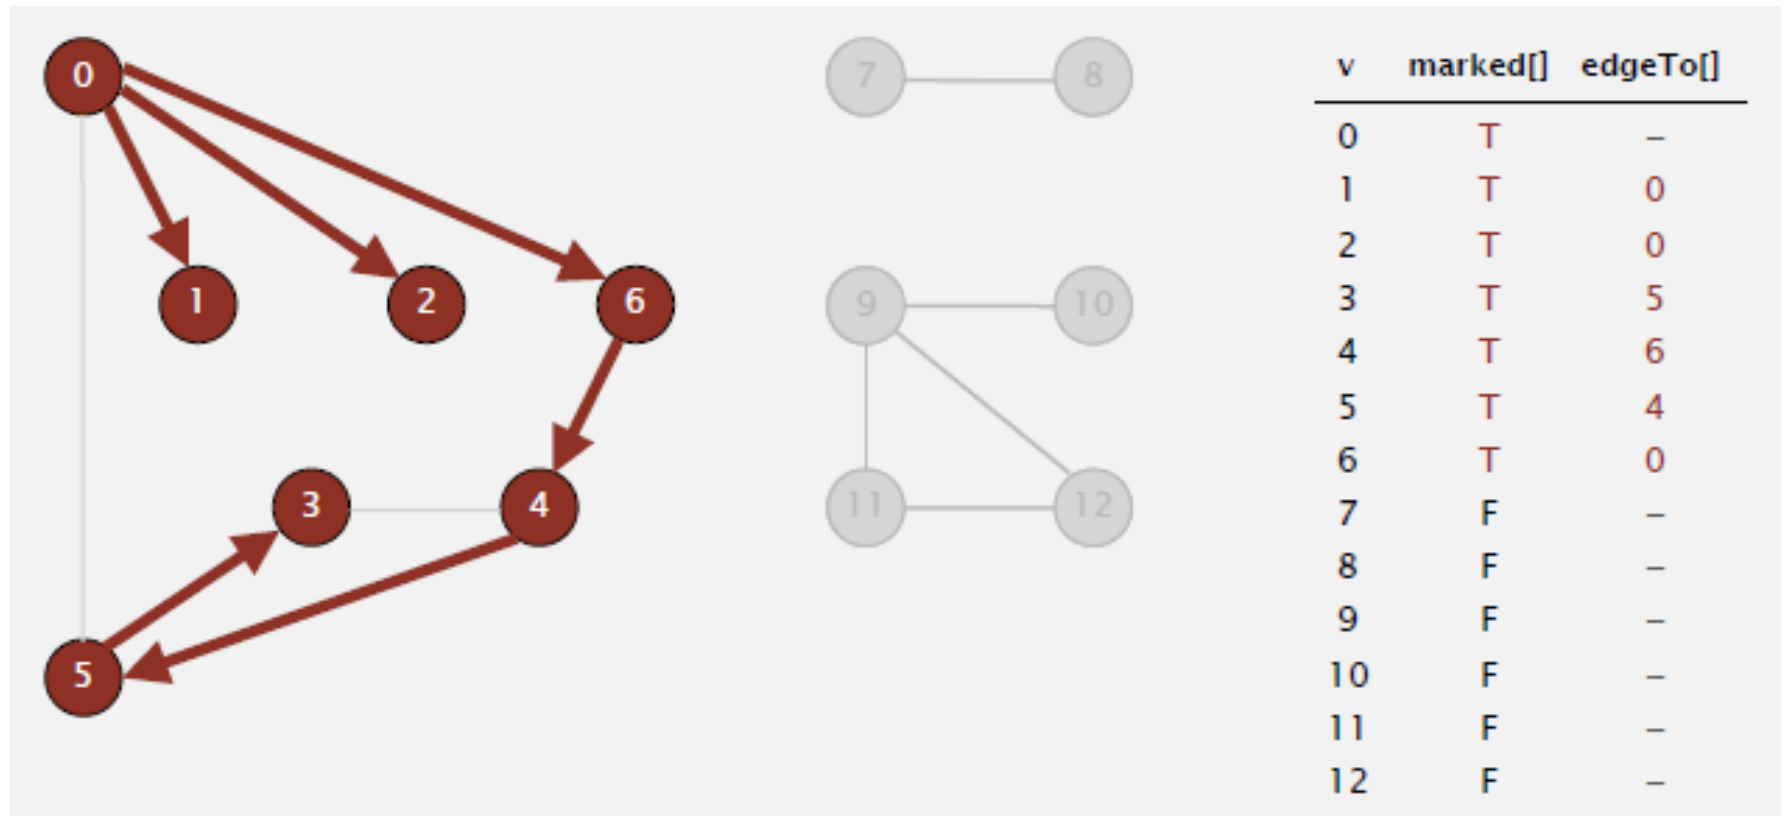 0
7 8
1 2 6
9 10
3 4
11 12
5
v marked[] edgeTo[]
0 T –
1 T 0
2 T 0
3 T 5
4 T 6
5 T 4
6 T 0
7 F –
8 F –
9 F –
10 F –
11 F –
12 F –